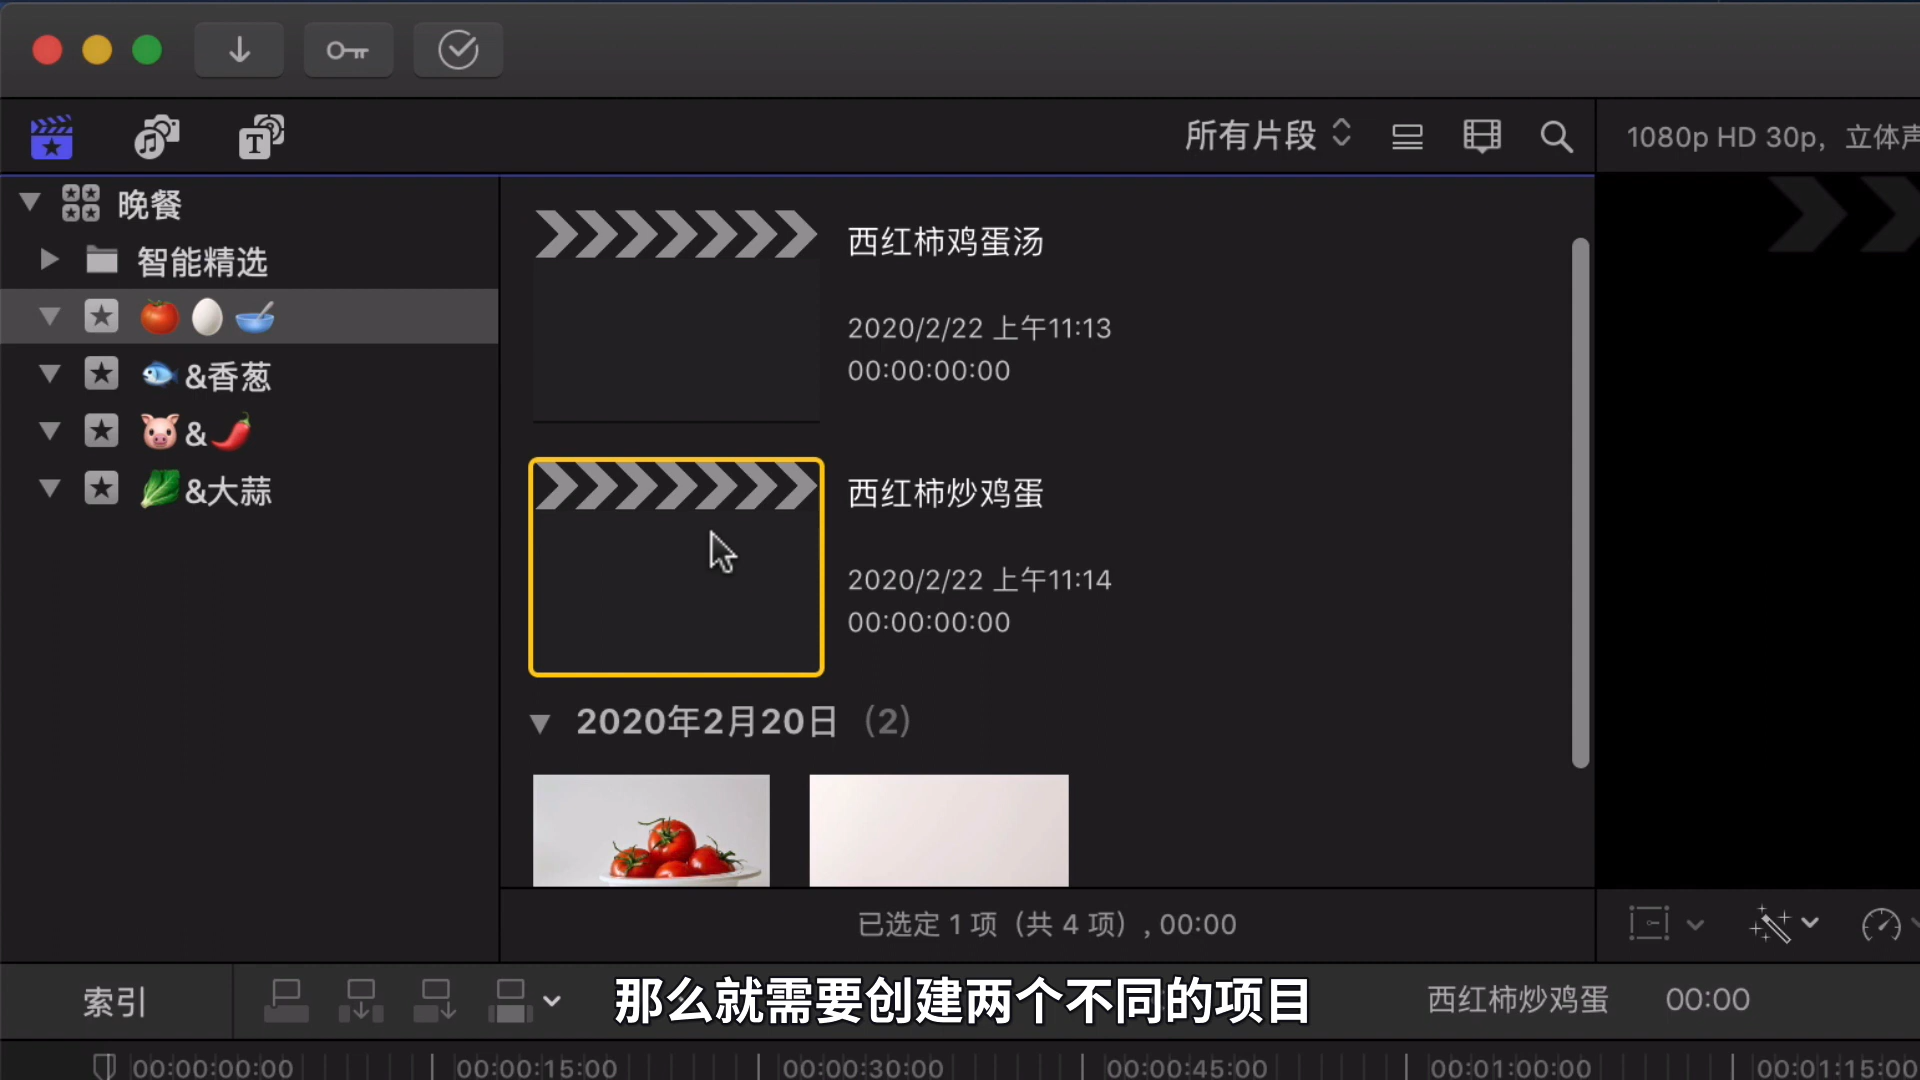 所有片段
1080p HD 30p, 立体声
晚餐
智能精选
&香葱
&
&大蒜
西红柿鸡蛋汤
2020/2/22 上午11:13
00:00:00:00
西红柿炒鸡蛋
2020/2/22 上午11:14
00:00:00:00
2020年2月20日 (2)
已选定 1 项（共 4 项）, 00:00
索引
那么就需要创建两个不同的项目
西红柿炒鸡蛋 00:00
00:00:00:00 00:00:15:00 00:00:30:00 00:00:45:00 00:01:00:00 00:01:15:00